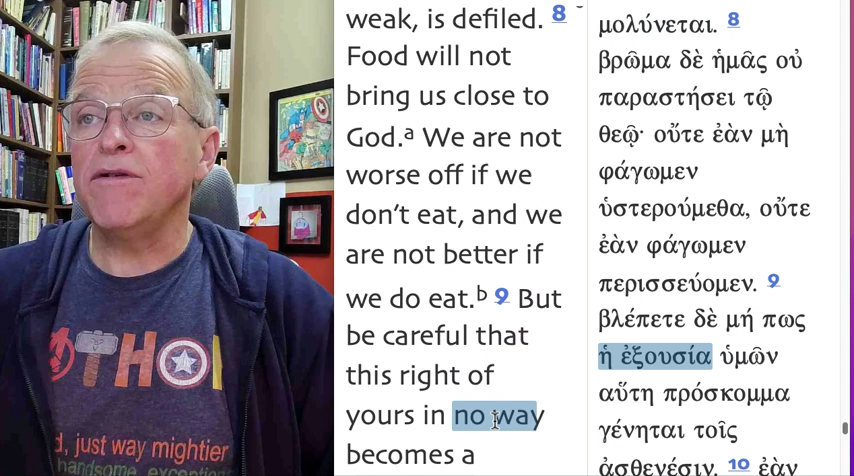 THO
d, just way mightier
handsome, exceptiona
weak, is defiled. 8
Food will not
bring us close to
God.a We are not
worse off if we
don't eat, and we
are not better if
we do eat.b 9 But
be careful that
this right of
yours in no way
becomes a
μολύνεται. 8
βρῶμα δὲ ἡμᾶς οὐ
παραστήσει τῷ
θεῷ· οὔτε ἐὰν μὴ
φάγωμεν
ὑστερούμεθα, οὔτε
ἐὰν φάγωμεν
περισσεύομεν. 9
βλέπετε δὲ μή πως
ἡ ἐξουσία ὑμῶν
αὕτη πρόσκομμα
γένηται τοῖς
ἀσθενέσιν. 10 ἐὰν